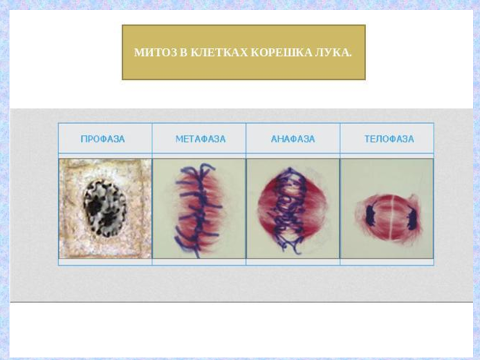 МИТОЗ В КЛЕТКАХ КОРЕШКА ЛУКА.
ПРОФАЗА МЕТАФАЗА АНАФАЗА ТЕЛОФАЗА